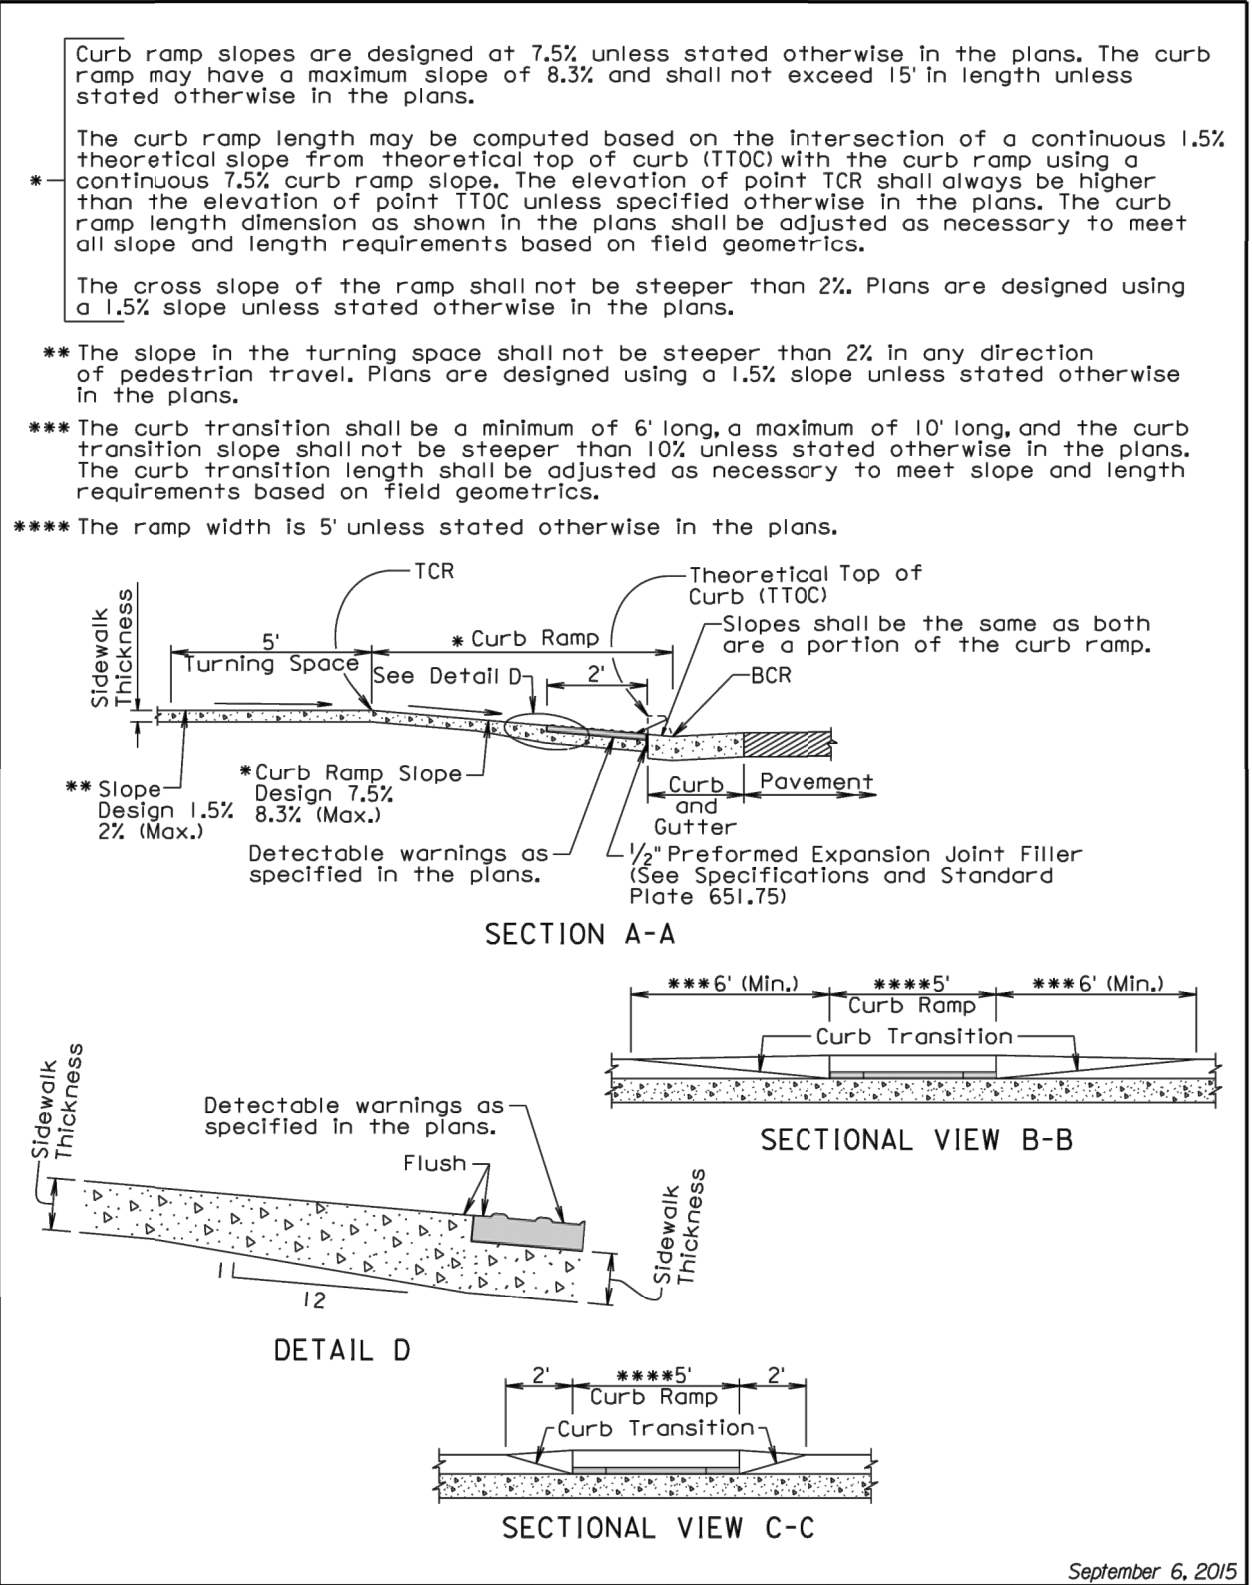 Curb ramp slopes are designed at 7.5% unless stated otherwise in the plans. The curb
ramp may have a maximum slope of 8.3% and shall not exceed 15' in length unless
stated otherwise in the plans.
The curb ramp length may be computed based on the intersection of a continuous 1.5%
theoretical slope from theoretical top of curb (TTOC) with the curb ramp using a
* continuous 7.5% curb ramp slope. The elevation of point TCR shall always be higher
than the elevation of point TTOC unless specified otherwise in the plans. The curb
ramp length dimension as shown in the plans shall be adjusted as necessary to meet
all slope and length requirements based on field geometrics.
The cross slope of the ramp shall not be steeper than 2%. Plans are designed using
a 1.5% slope unless stated otherwise in the plans.
** The slope in the turning space shall not be steeper than 2% in any direction
of pedestrian travel. Plans are designed using a 1.5% slope unless stated otherwise
in the plans.
*** The curb transition shall be a minimum of 6' long, a maximum of 10' long, and the curb
transition slope shall not be steeper than 10% unless stated otherwise in the plans.
The curb transition length shall be adjusted as necessary to meet slope and length
requirements based on field geometrics.
**** The ramp width is 5' unless stated otherwise in the plans.
Sidewalk
Thickness
TCR
Theoretical Top of
Curb (TTOC)
Slopes shall be the same as both
are a portion of the curb ramp.
5'
Turning Space
* Curb Ramp
See Detail D
2'
BCR
** Slope
Design 1.5%
2% (Max.)
* Curb Ramp Slope
Design 7.5%
8.3% (Max.)
Curb
and
Gutter
Pavement
Detectable warnings as
specified in the plans.
1/2" Preformed Expansion Joint Filler
(See Specifications and Standard
Plate 651.75)
SECTION A-A
***6' (Min.)
****5'
Curb Ramp
***6' (Min.)
Curb Transition
SECTIONAL VIEW B-B
Sidewalk
Thickness
Detectable warnings as
specified in the plans.
Flush
Sidewalk
Thickness
1
12
DETAIL D
2'
****5'
Curb Ramp
2'
Curb Transition
SECTIONAL VIEW C-C
September 6, 2015